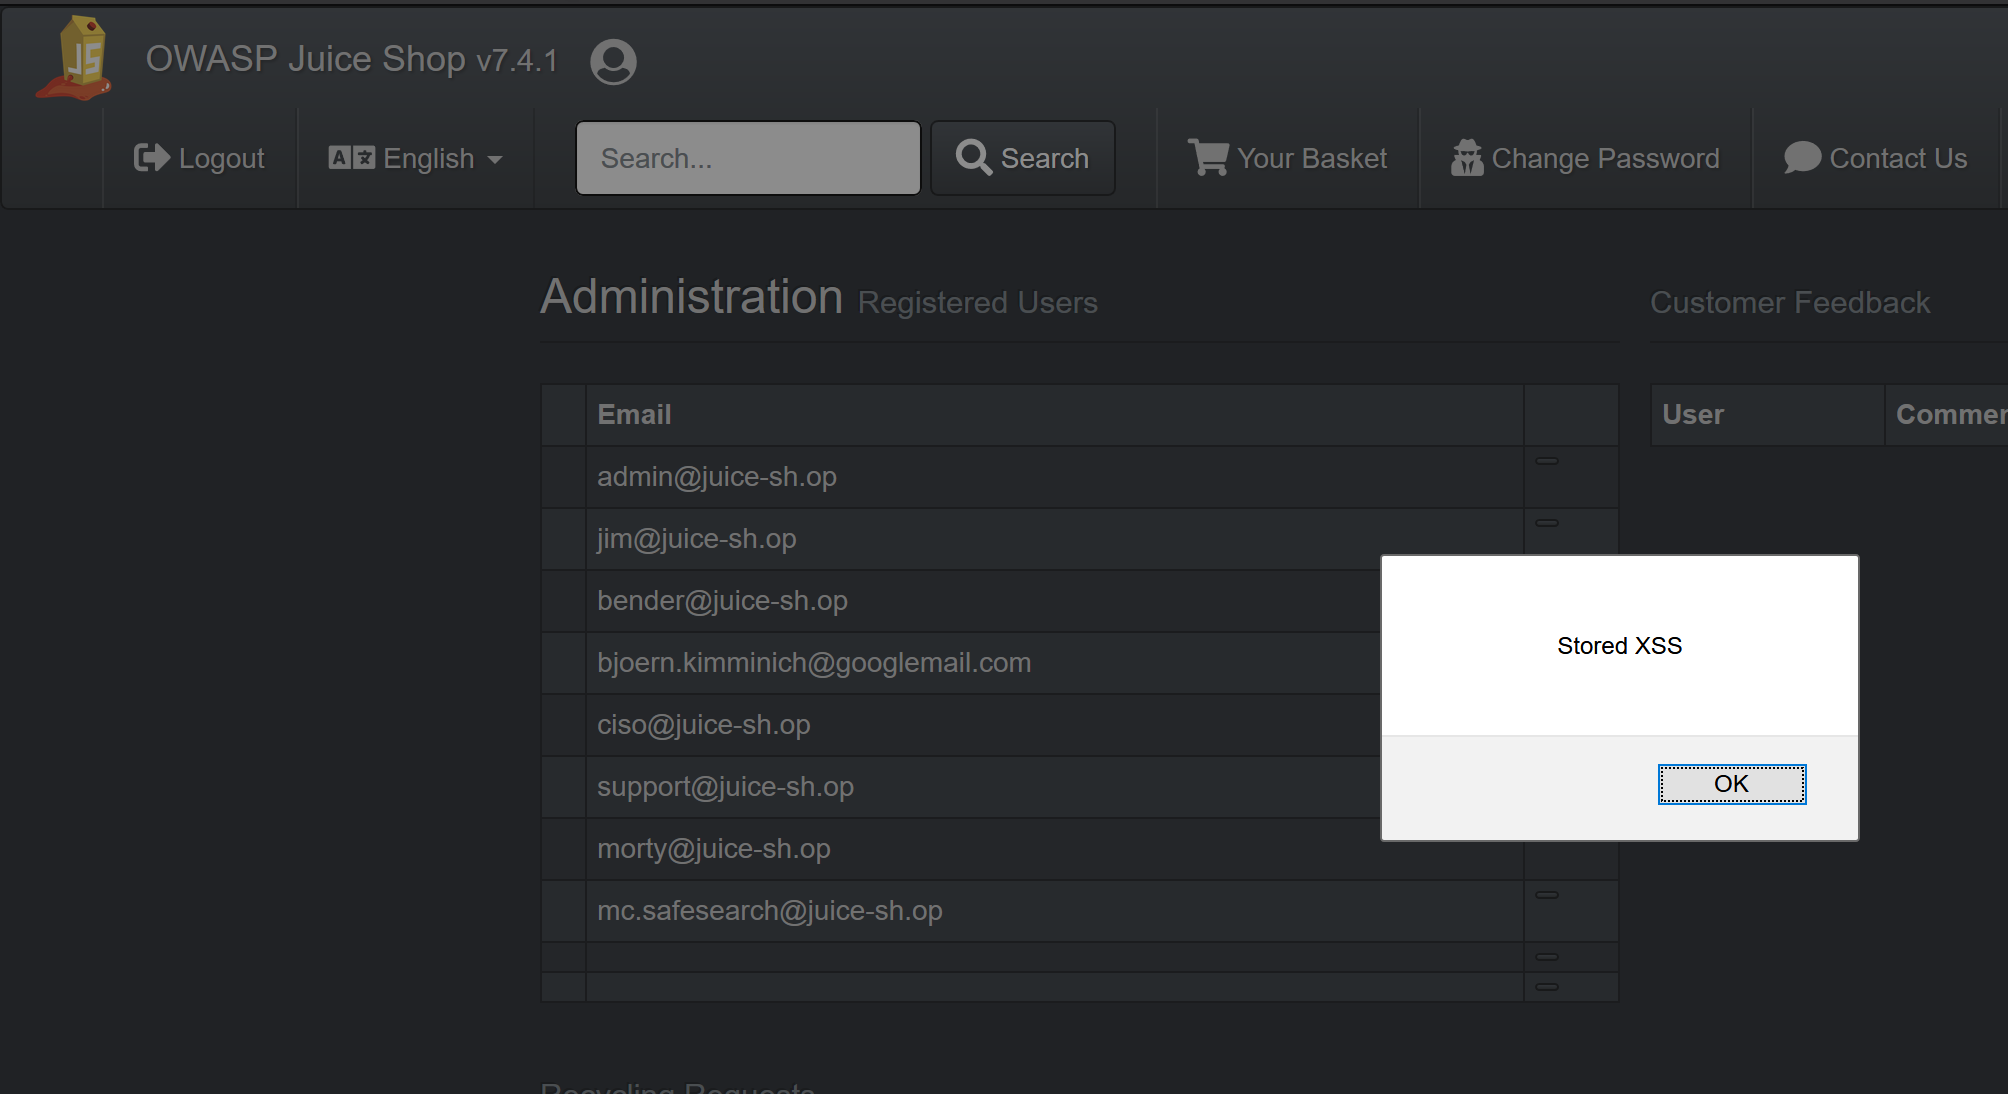 OWASP Juice Shop v7.4.1
JS
Logout
English
Search...
Search
Your Basket
Change Password
Contact Us
Administration Registered Users
Customer Feedback
Email
User
Commen
admin@juice-sh.op
jim@juice-sh.op
bender@juice-sh.op
bjoern.kimminich@googlemail.com
ciso@juice-sh.op
support@juice-sh.op
morty@juice-sh.op
mc.safesearch@juice-sh.op
Stored XSS
OK
Recycling Requests